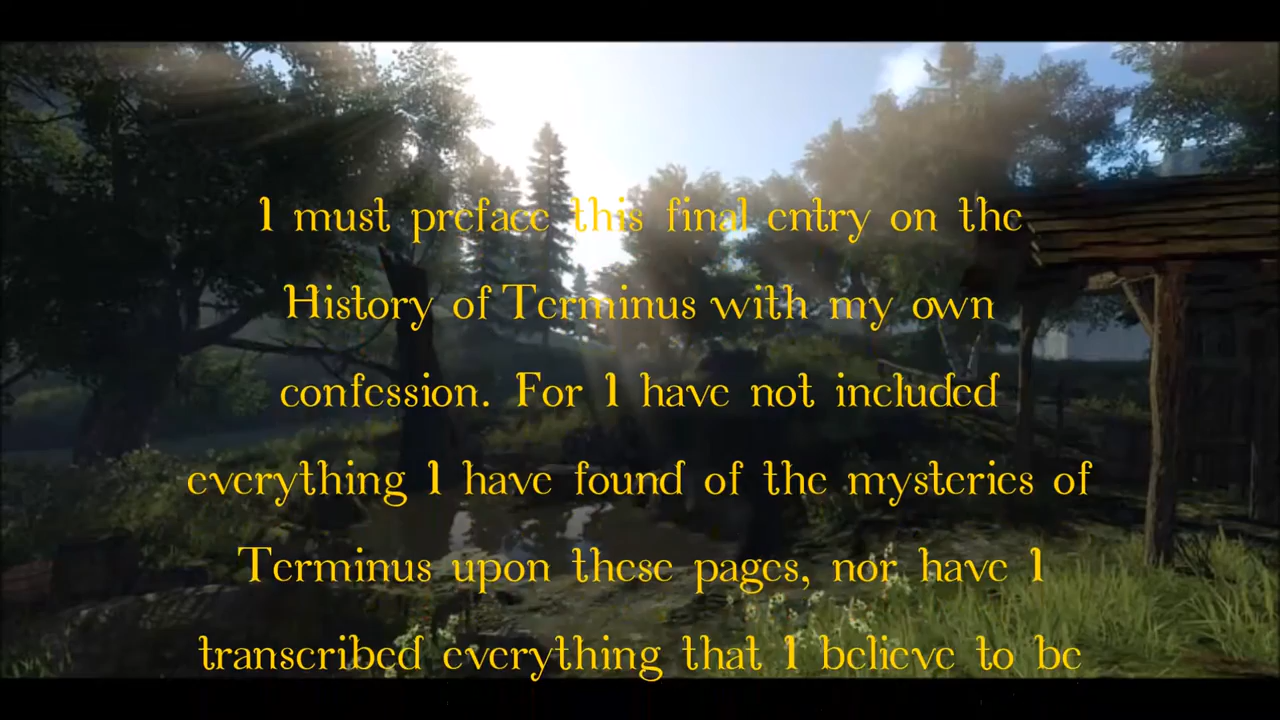 I must preface this final entry on the
History of Terminus with my own
confession. For I have not included
everything I have found of the mysteries of
Terminus upon these pages, nor have I
transcribed everything that I believe to be